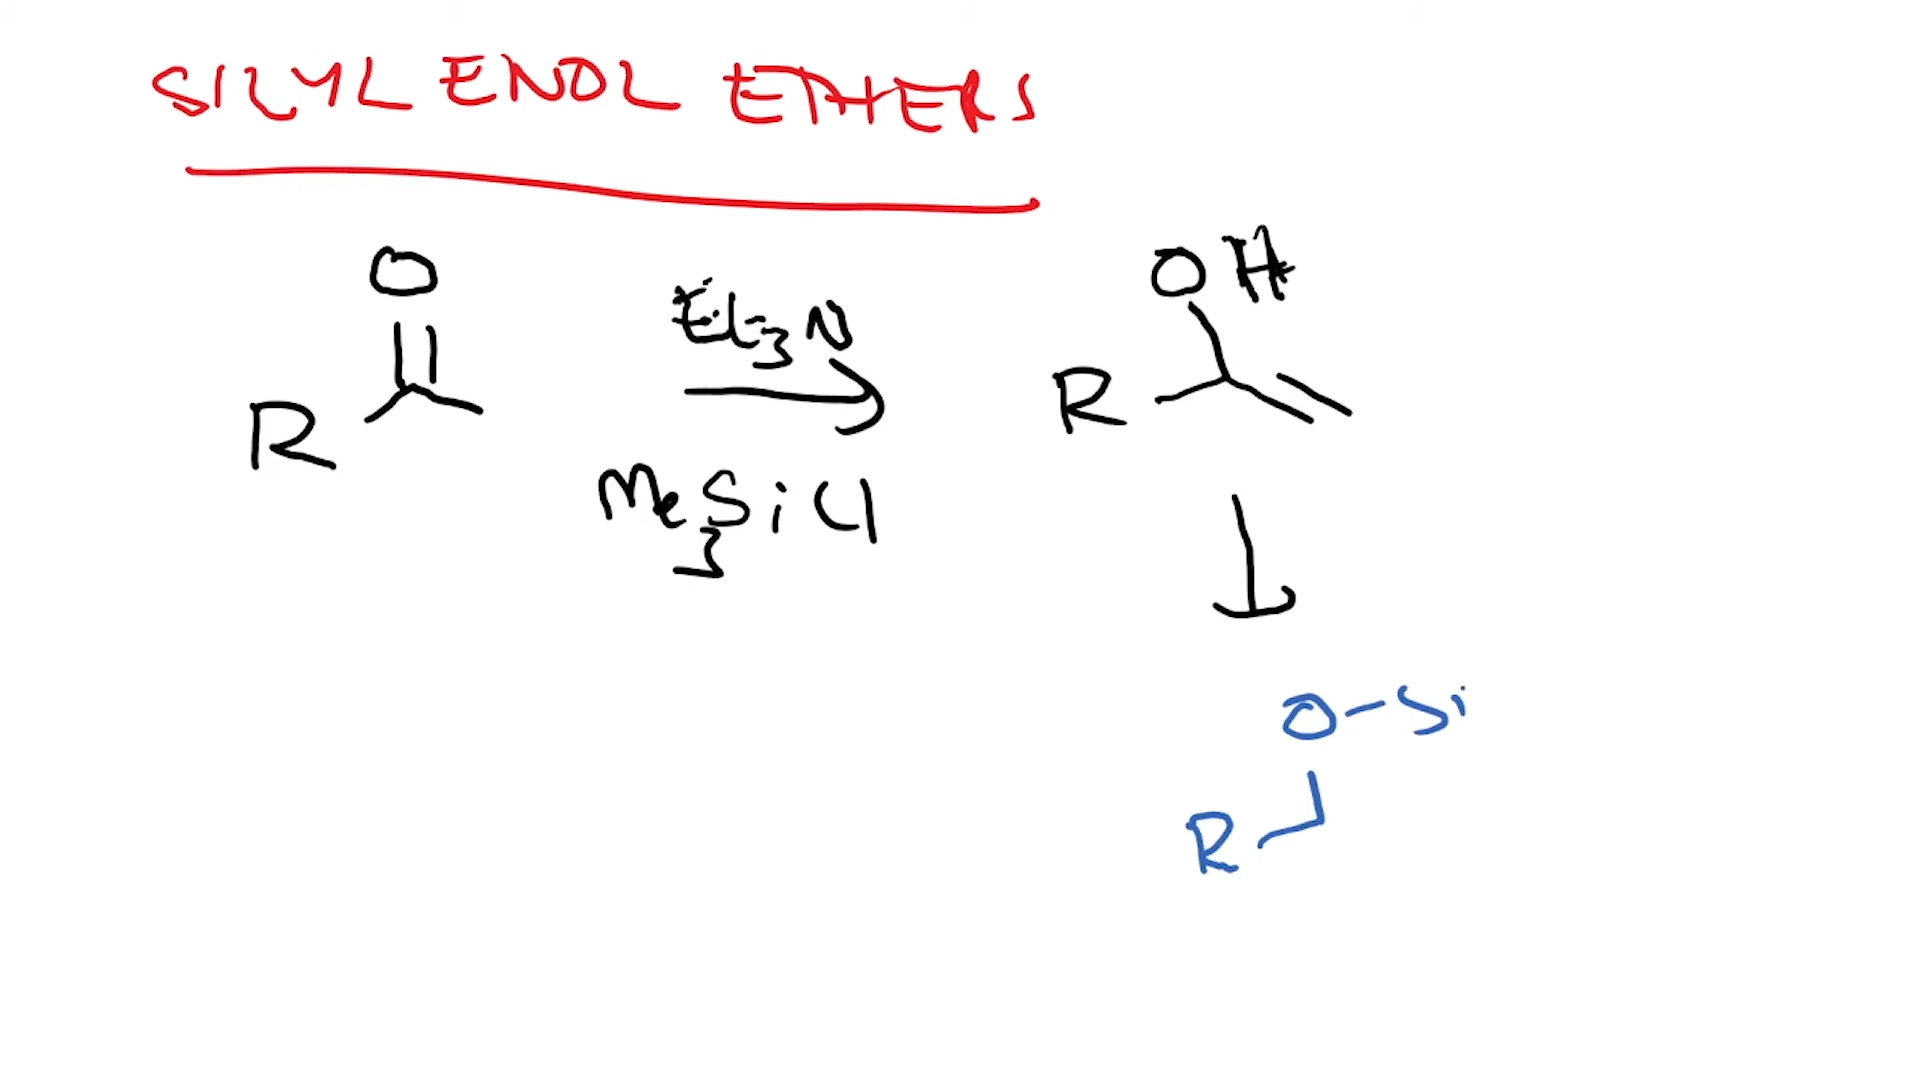 SILYL ENOL ETHERS
O
OH
Et3N
R
R
Me3SiCl
O-Si
R